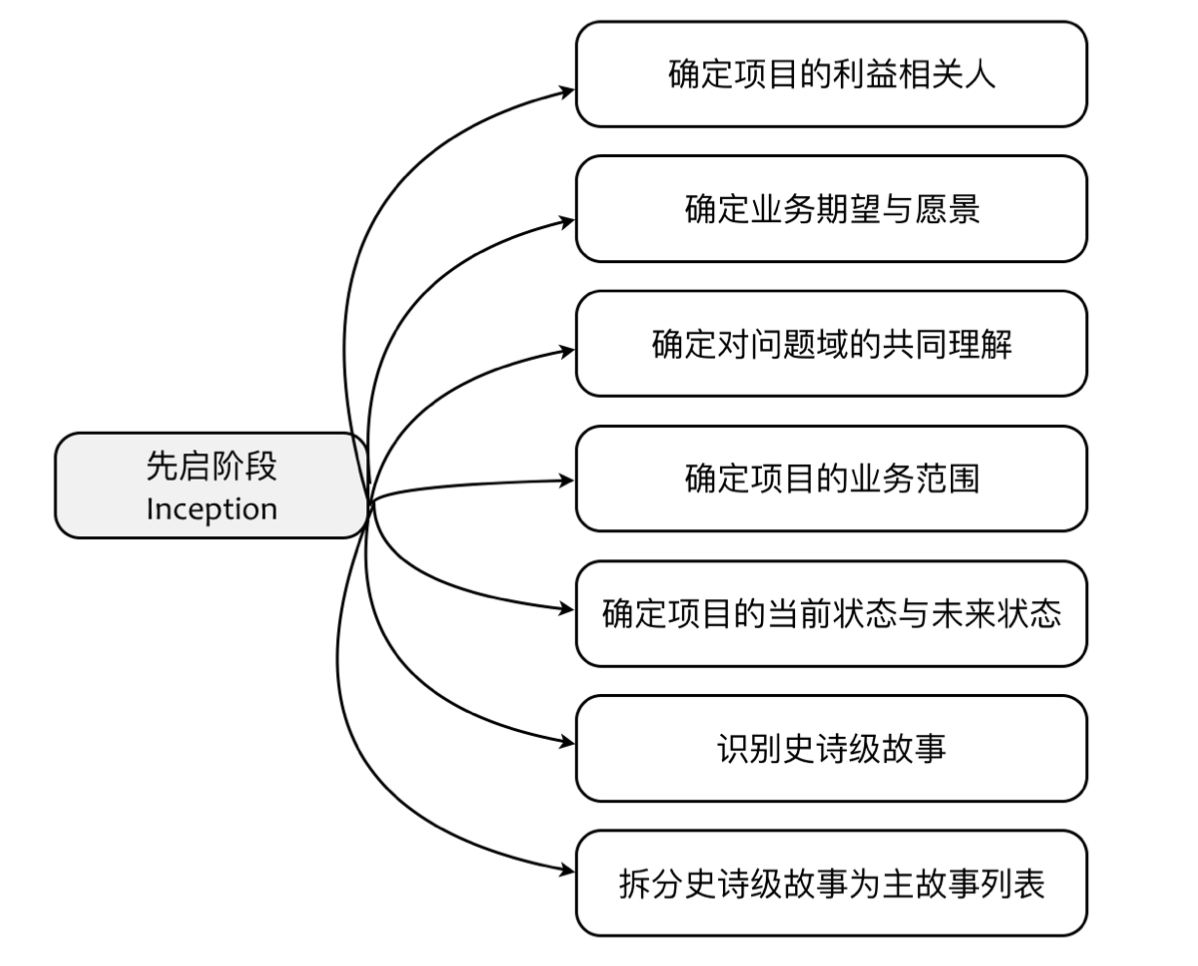 确定项目的利益相关人
确定业务期望与愿景
确定对问题域的共同理解
先启阶段
Inception
确定项目的业务范围
确定项目的当前状态与未来状态
识别史诗级故事
拆分史诗级故事为主故事列表